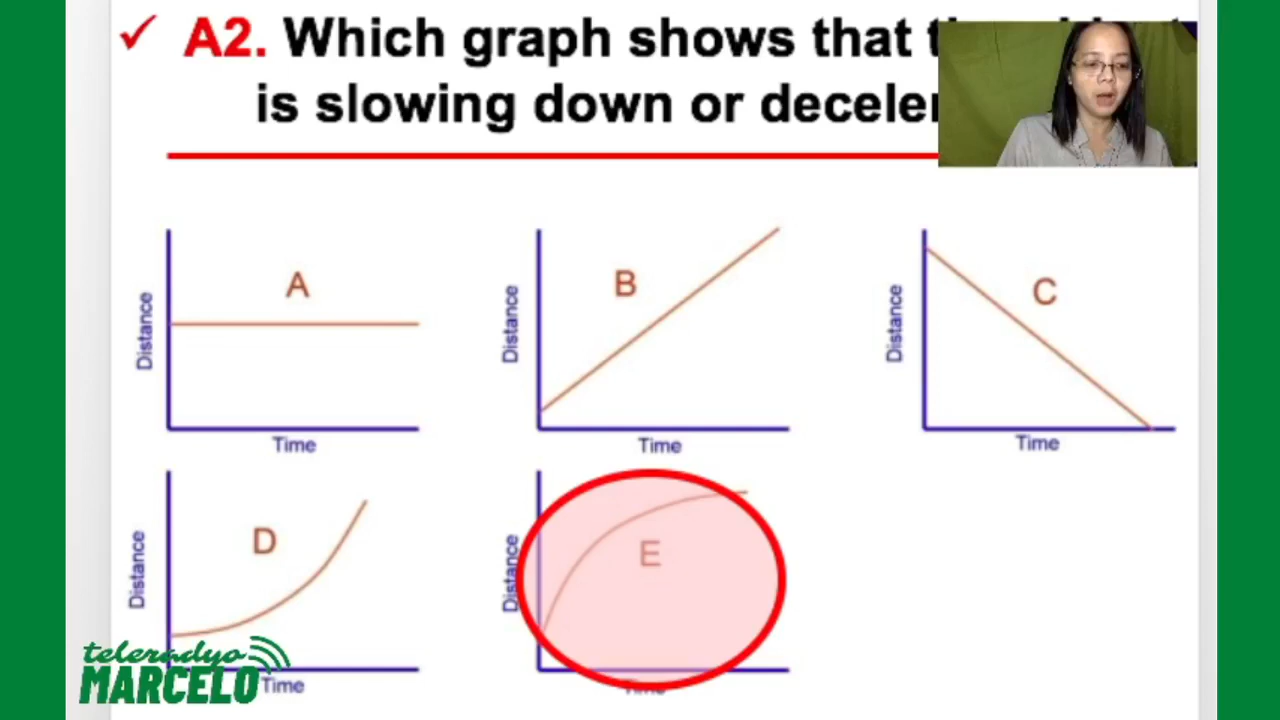 ✓ A2. Which graph shows that
is slowing down or
A
Distance
Time
B
Distance
Time
C
Distance
Time
D
Distance
Time
E
Distance
Time
teleradyo
MARCELO